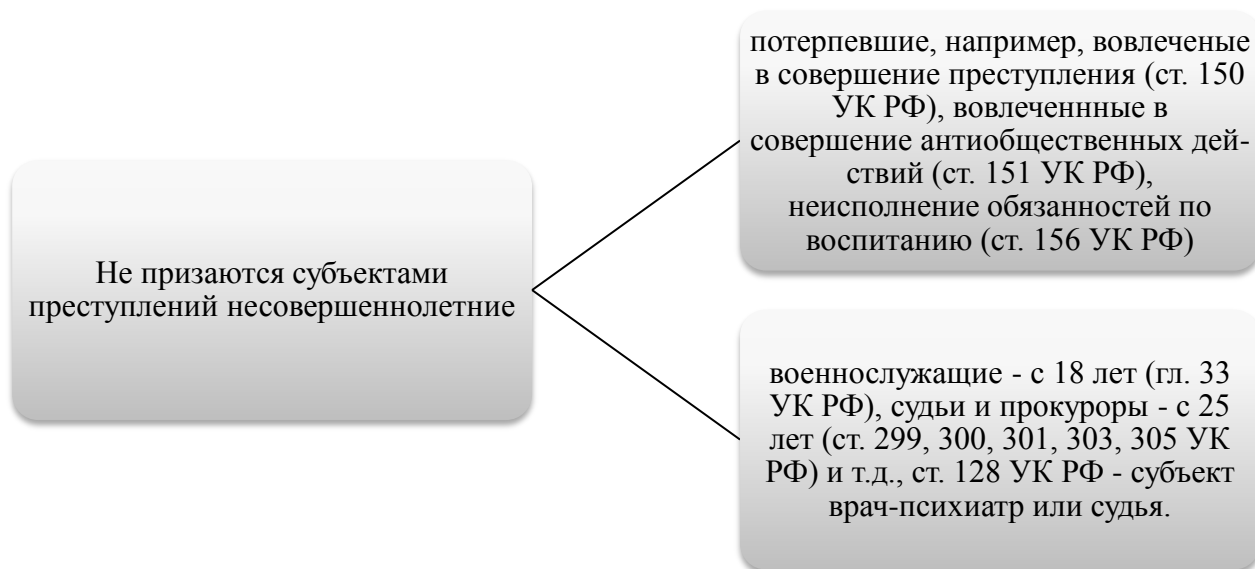 Не призаются субъектами
преступлений несовершеннолетние
потерпевшие, например, вовлеченые
в совершение преступления (ст. 150
УК РФ), вовлеченнные в
совершение антиобщественных дей-
ствий (ст. 151 УК РФ),
неисполнение обязанностей по
воспитанию (ст. 156 УК РФ)
военнослужащие - с 18 лет (гл. 33
УК РФ), судьи и прокуроры - с 25
лет (ст. 299, 300, 301, 303, 305 УК
РФ) и т.д., ст. 128 УК РФ - субъект
врач-психиатр или судья.